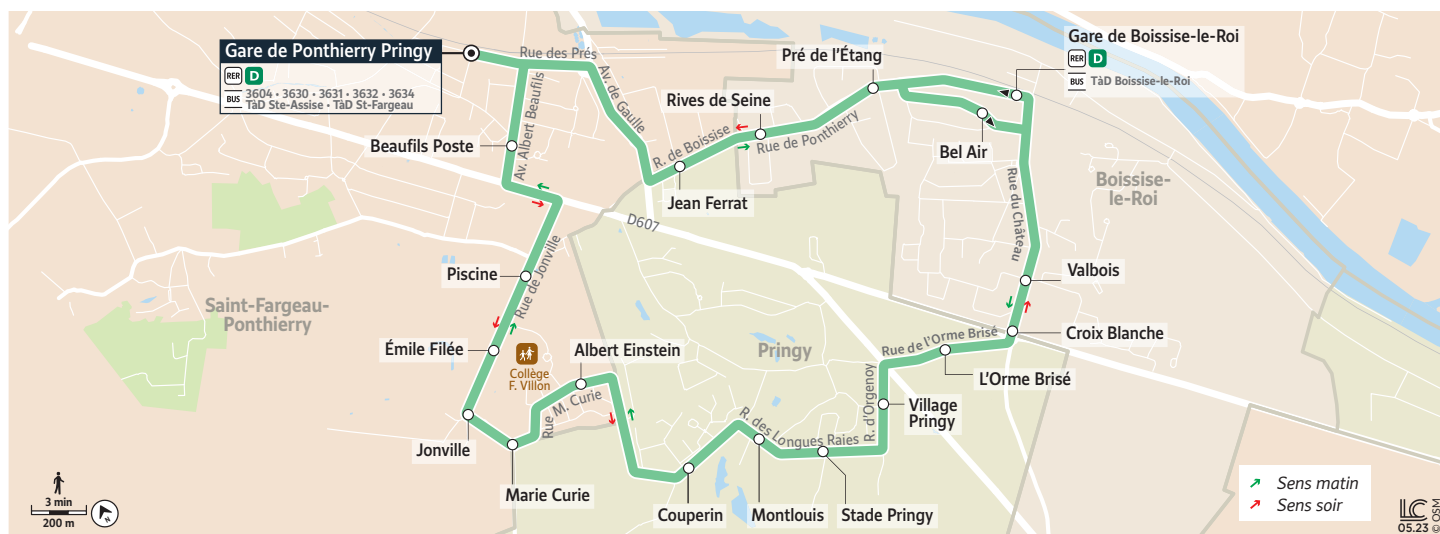 Gare de Ponthierry Pringy
RER D
BUS 3604 • 3630 • 3631 • 3632 • 3634
TàD Ste-Assise • TàD St-Fargeau
Rue des Prés
Av. de Gaulle
Av. Albert Beaufils
Beaufils Poste
Pré de l'Étang
Rives de Seine
R. de Boissise
Rue de Ponthierry
Jean Ferrat
Gare de Boissise-le-Roi
RER D
BUS TàD Boissise-le-Roi
Bel Air
Rue du Château
Boissise-
le-Roi
D607
Piscine
Rue de Jonville
Valbois
Saint-Fargeau-
Ponthierry
Émile Filée
Collège
F. Villon
Albert Einstein
Pringy
Rue de l'Orme Brisé
Croix Blanche
L'Orme Brisé
Rue M. Curie
R. d'Orgenoy
Village
Pringy
R. des Longues Raies
Jonville
Marie Curie
Couperin
Montlouis
Stade Pringy
3 min
200 m
N
Sens matin
Sens soir
LC
05.23
© OSM